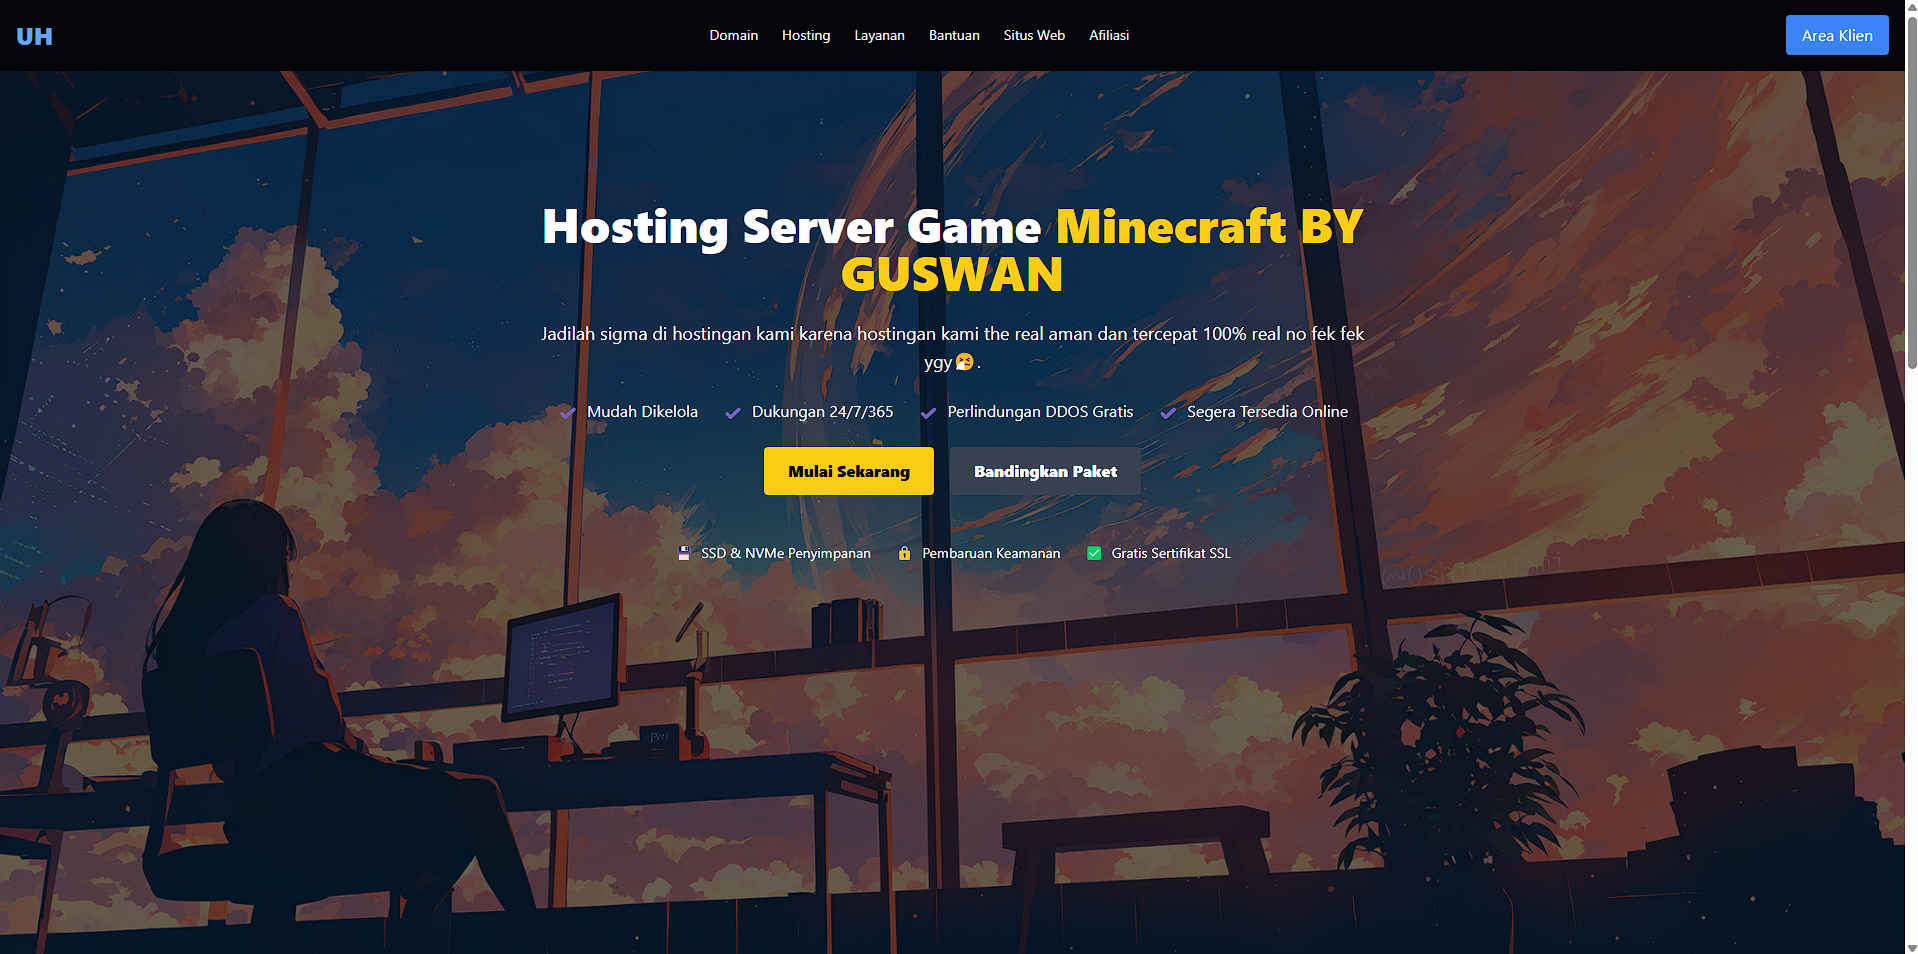 UH
Domain Hosting Layanan Bantuan Situs Web Afiliasi
Area Klien
Hosting Server Game Minecraft BY
GUSWAN
Jadilah sigma di hostingan kami karena hostingan kami the real aman dan tercepat 100% real no fek fek
ygy🤧.
Mudah Dikelola Dukungan 24/7/365 Perlindungan DDOS Gratis Segera Tersedia Online
Mulai Sekarang Bandingkan Paket
SSD & NVMe Penyimpanan Pembaruan Keamanan Gratis Sertifikat SSL